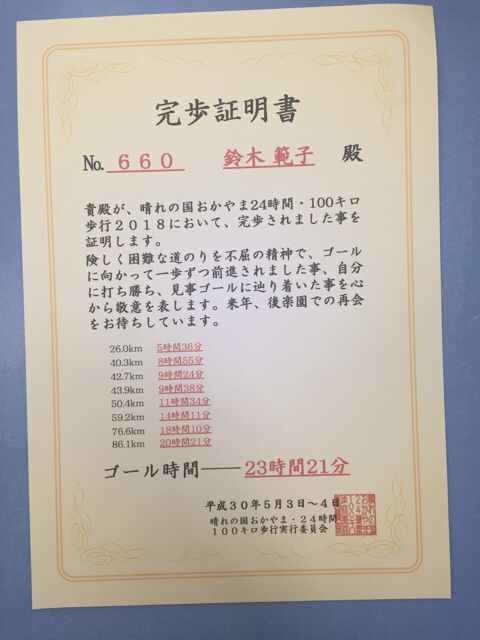 完歩証明書
No. 660 鈴木 範子 殿
貴殿が、晴れの国おかやま24時間・100キロ
歩行2018において、完歩されました事を
証明します。
険しく困難な道のりを不屈の精神で、ゴール
に向かって一歩ずつ前進されました事、自分
に打ち勝ち、見事ゴールに辿り着いた事を心
から敬意を表します。来年、後楽園での再会
をお待ちしています。
26.0km 5時間36分
40.3km 8時間55分
42.7km 9時間24分
43.9km 9時間38分
50.4km 11時間34分
59.2km 14時間11分
76.6km 18時間10分
86.1km 20時間21分
ゴール時間――23時間21分
平成30年5月3日～4日
晴れの国おかやま・24時間
100キロ歩行実行委員会